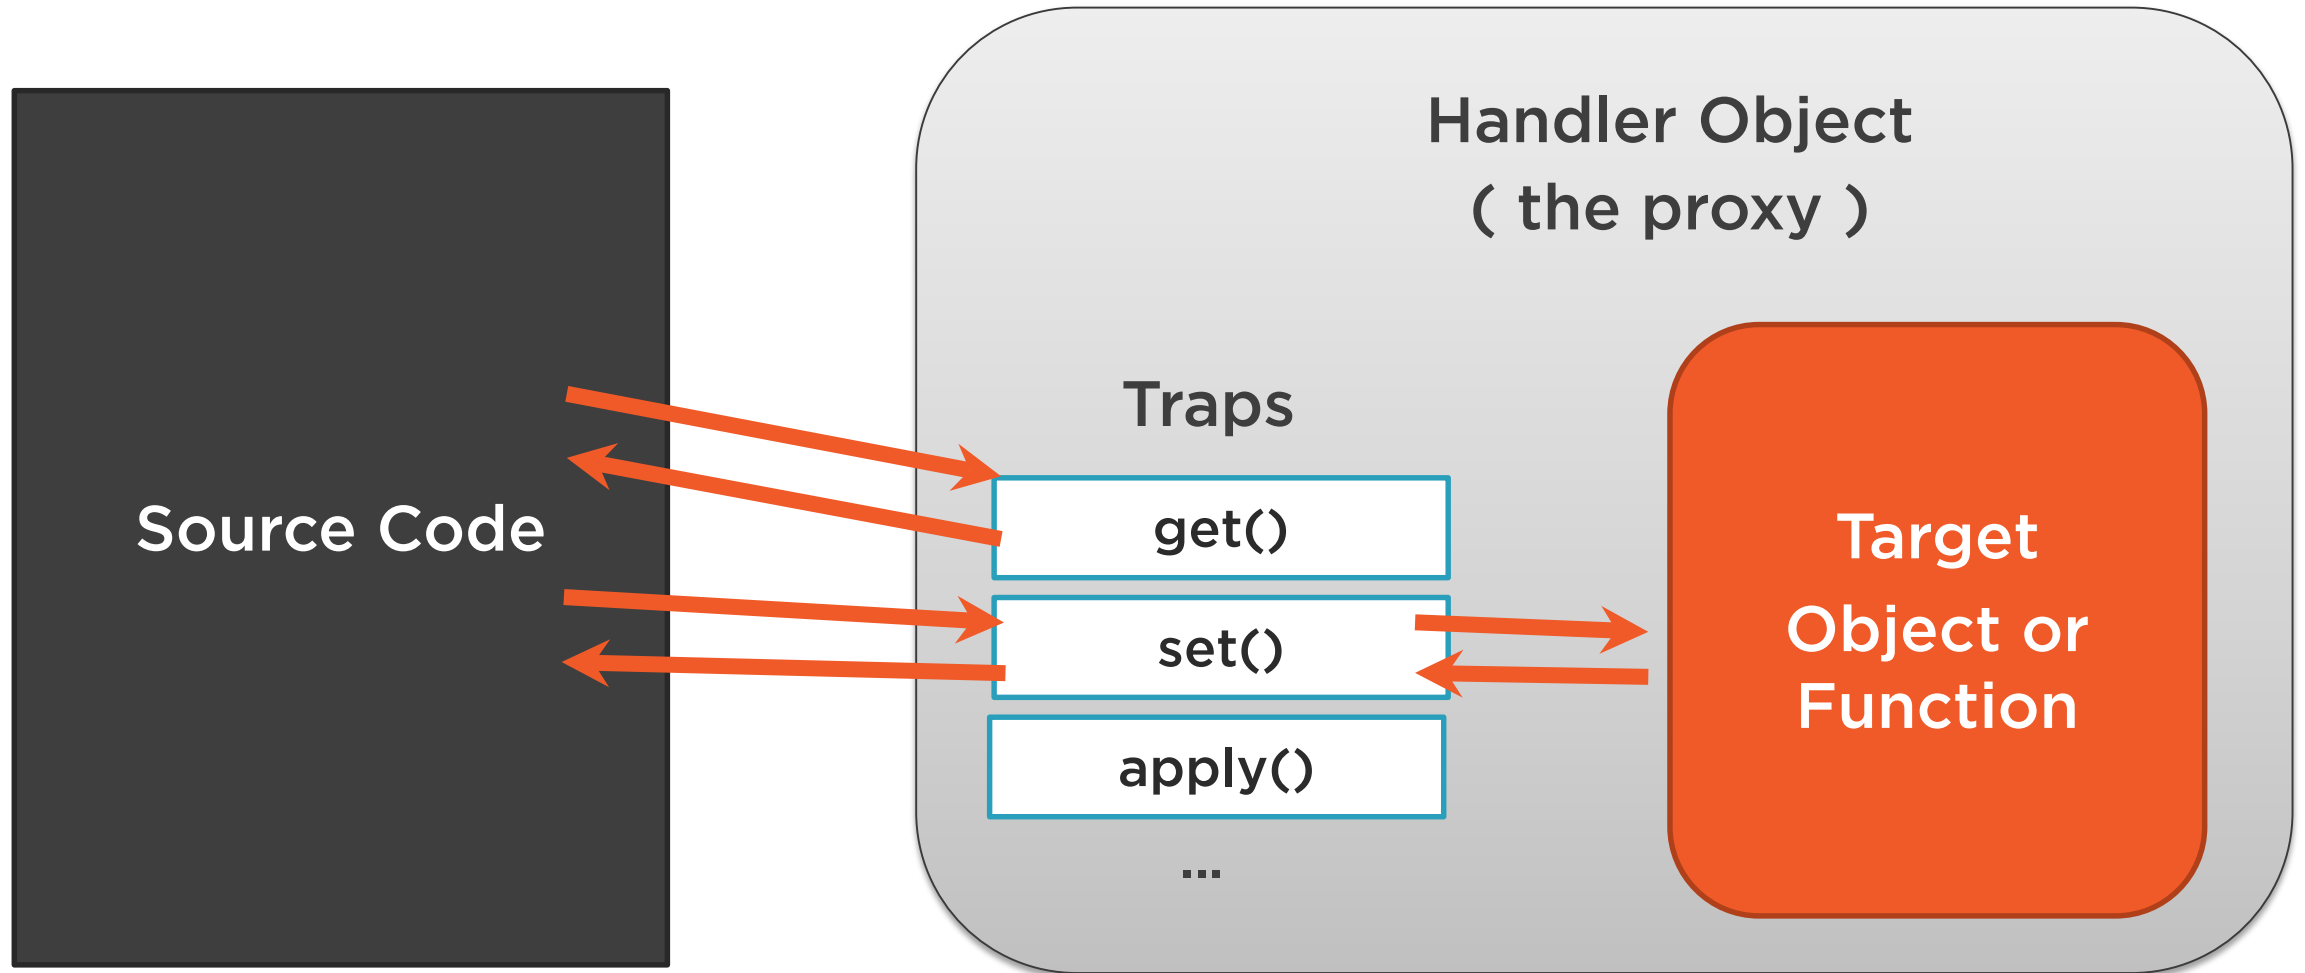 Handler Object
( the proxy )
Source Code
Traps
get()
set()
apply()
...
Target
Object or
Function